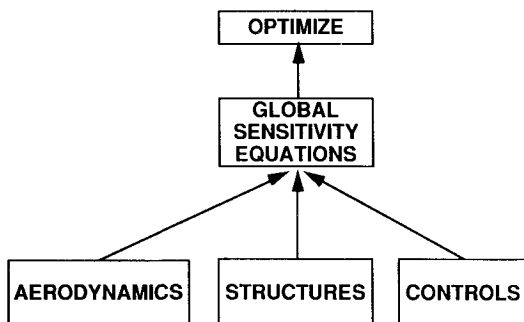 OPTIMIZE
GLOBAL
SENSITIVITY
EQUATIONS
AERODYNAMICS
STRUCTURES
CONTROLS